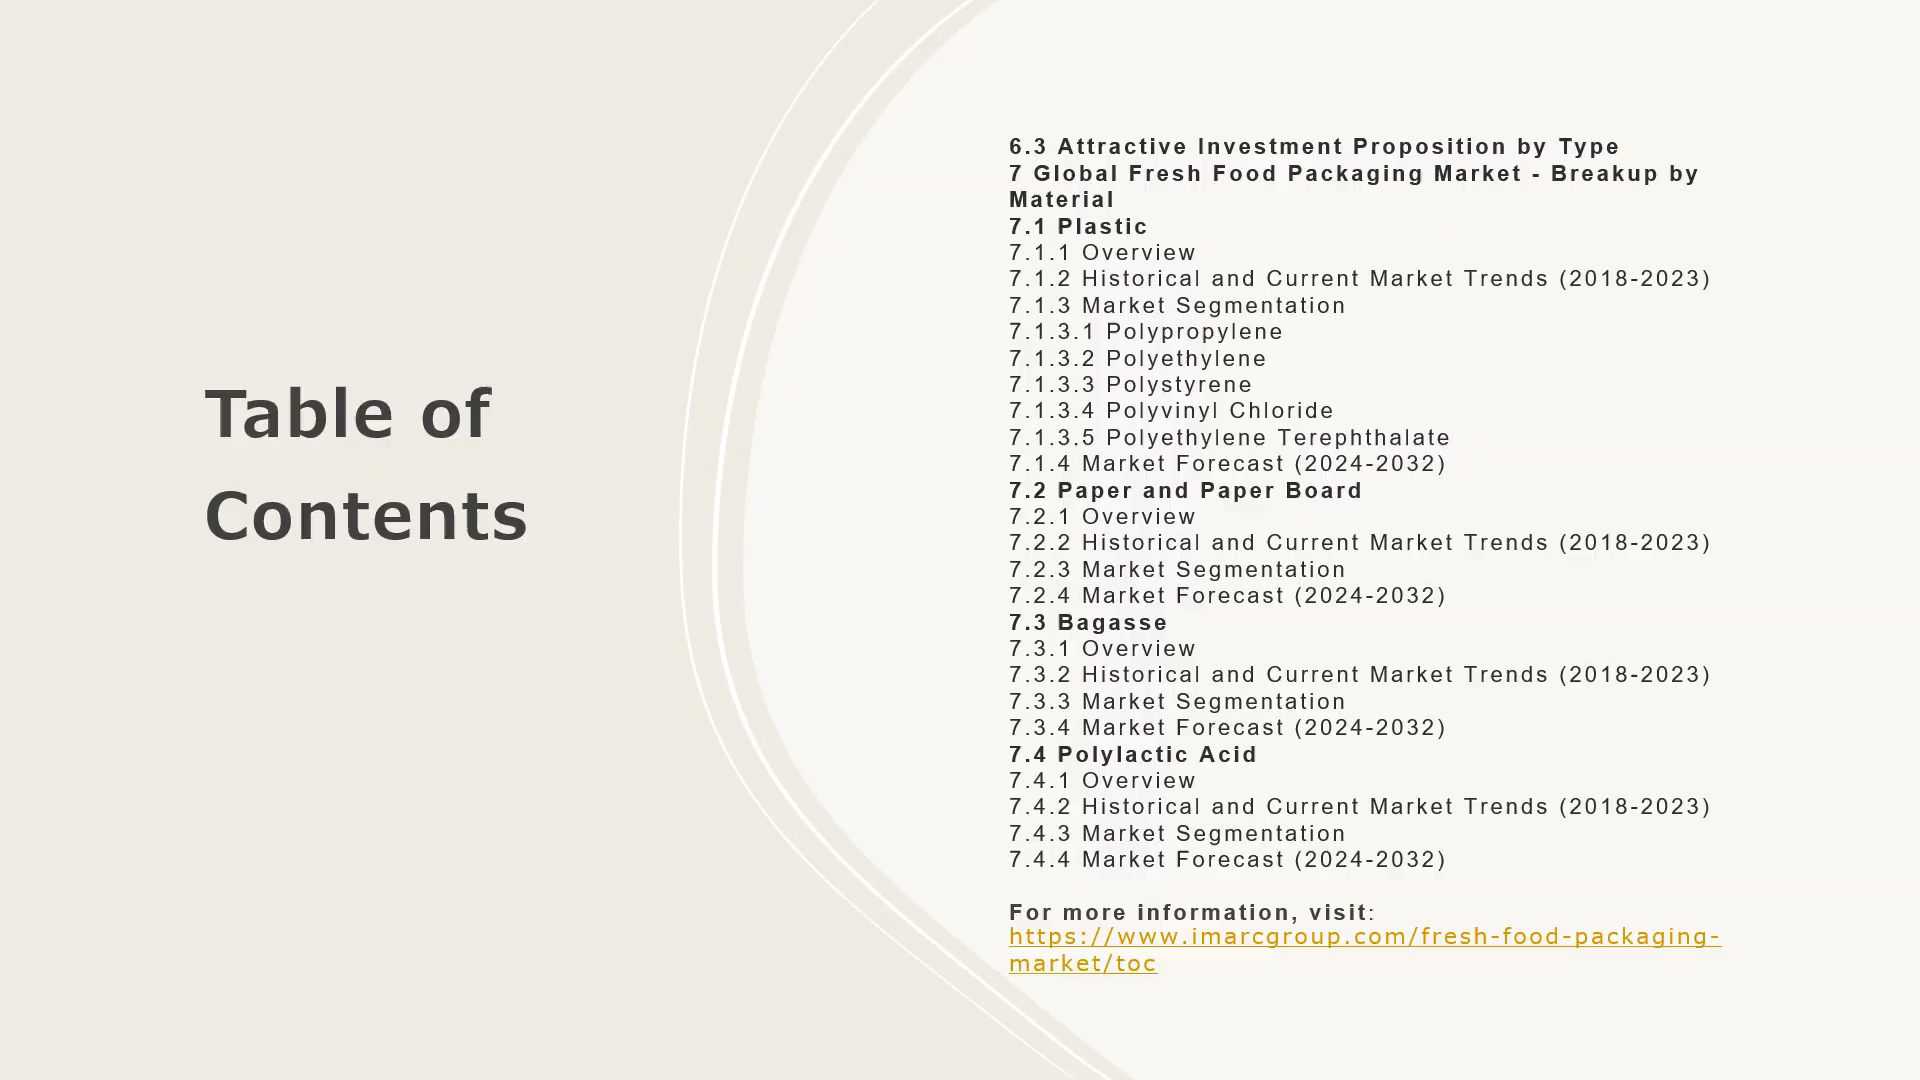 Table of
Contents
6.3 Attractive Investment Proposition by Type
7 Global Fresh Food Packaging Market - Breakup by
Material
7.1 Plastic
7.1.1 Overview
7.1.2 Historical and Current Market Trends (2018-2023)
7.1.3 Market Segmentation
7.1.3.1 Polypropylene
7.1.3.2 Polyethylene
7.1.3.3 Polystyrene
7.1.3.4 Polyvinyl Chloride
7.1.3.5 Polyethylene Terephthalate
7.1.4 Market Forecast (2024-2032)
7.2 Paper and Paper Board
7.2.1 Overview
7.2.2 Historical and Current Market Trends (2018-2023)
7.2.3 Market Segmentation
7.2.4 Market Forecast (2024-2032)
7.3 Bagasse
7.3.1 Overview
7.3.2 Historical and Current Market Trends (2018-2023)
7.3.3 Market Segmentation
7.3.4 Market Forecast (2024-2032)
7.4 Polylactic Acid
7.4.1 Overview
7.4.2 Historical and Current Market Trends (2018-2023)
7.4.3 Market Segmentation
7.4.4 Market Forecast (2024-2032)
For more information, visit:
https://www.imarcgroup.com/fresh-food-packaging-
market/toc